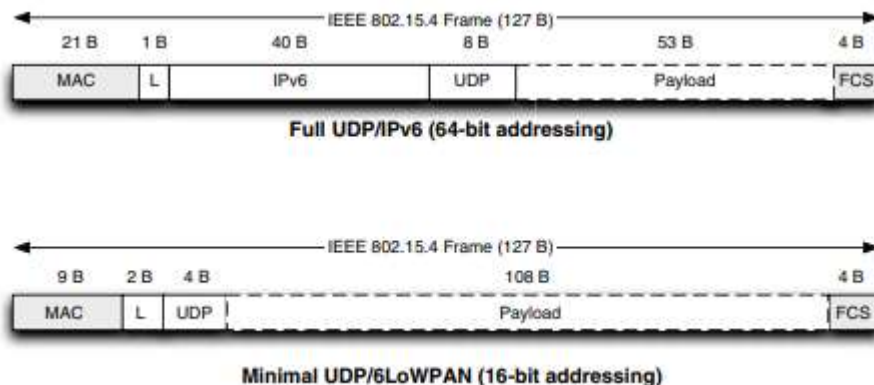 IEEE 802.15.4 Frame (127 B)
21 B 1 B 40 B 8 B 53 B 4 B
MAC L IPv6 UDP Payload FCS
Full UDP/IPv6 (64-bit addressing)
IEEE 802.15.4 Frame (127 B)
9 B 2 B 4 B 108 B 4 B
MAC L UDP Payload FCS
Minimal UDP/6LoWPAN (16-bit addressing)